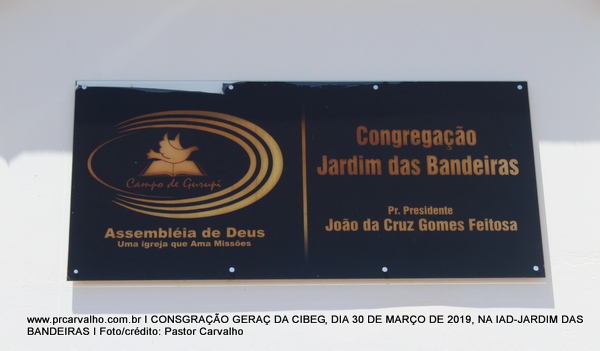 Campo de Gurupi
Assembléia de Deus
Uma igreja que Ama Missões
Congregação
Jardim das Bandeiras
Pr. Presidente
João da Cruz Gomes Feitosa
www.prcarvalho.com.br I CONSGRAÇÃO GERAÇ DA CIBEG, DIA 30 DE MARÇO DE 2019, NA IAD-JARDIM DAS
BANDEIRAS I Foto/crédito: Pastor Carvalho